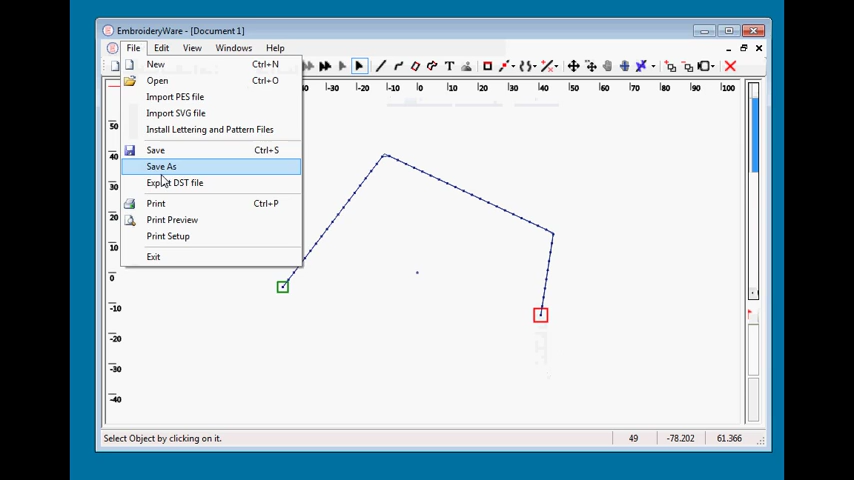 EmbroideryWare - [Document 1]
File Edit View Windows Help
New Ctrl+N
Open Ctrl+O
Import PES file
Import SVG file
Install Lettering and Pattern Files
Save Ctrl+S
Save As
Export DST file
Print Ctrl+P
Print Preview
Print Setup
Exit
T
-30 -20 -10 0 10 20 30 40 50 60 70 80 90 100
50
40
30
20
10
0
-10
-20
-30
-40
Select Object by clicking on it. 49 -78.202 61.366